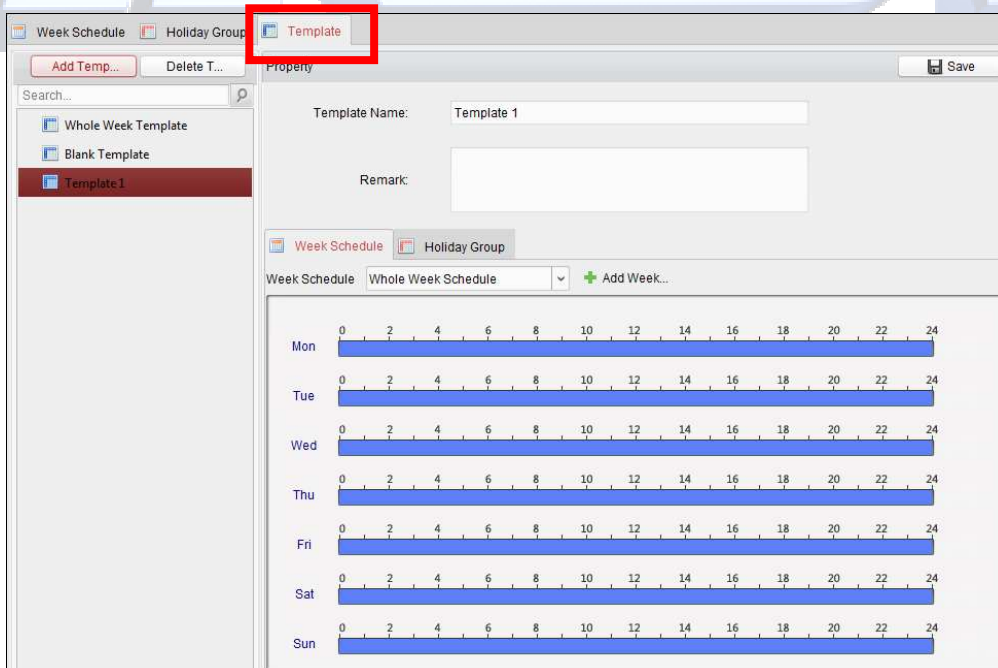 Week Schedule Holiday Group Template
Add Temp... Delete T... Property Save
Search...
Template Name: Template 1
Whole Week Template
Blank Template
Remark:
Template 1
Week Schedule Holiday Group
Week Schedule Whole Week Schedule Add Week...
0 2 4 6 8 10 12 14 16 18 20 22 24
Mon
0 2 4 6 8 10 12 14 16 18 20 22 24
Tue
0 2 4 6 8 10 12 14 16 18 20 22 24
Wed
0 2 4 6 8 10 12 14 16 18 20 22 24
Thu
0 2 4 6 8 10 12 14 16 18 20 22 24
Fri
0 2 4 6 8 10 12 14 16 18 20 22 24
Sat
0 2 4 6 8 10 12 14 16 18 20 22 24
Sun